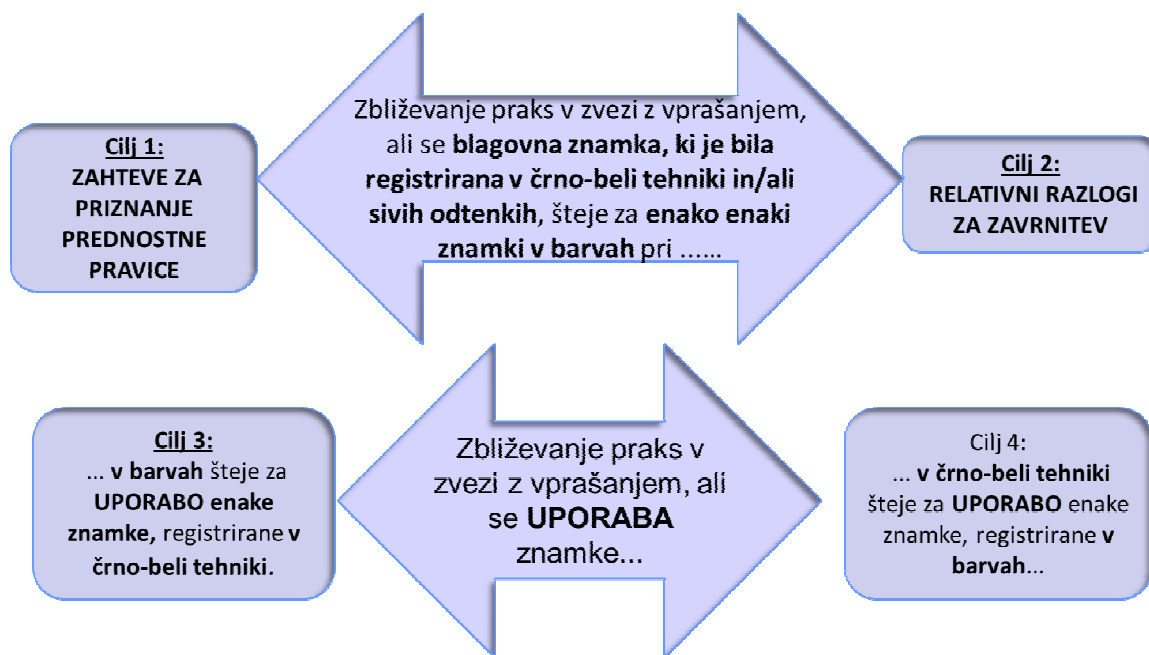 Cilj 1:
ZAHTEVE ZA
PRIZNANJE
PREDNOSTNE
PRAVICE
Zbliževanje praks v zvezi z vprašanjem,
ali se blagovna znamka, ki je bila
registrirana v črno-beli tehniki in/ali
sivih odtenkih, šteje za enako enaki
znamki v barvah pri ......
Cilj 2:
RELATIVNI RAZLOGI
ZA ZAVRNITEV
Cilj 3:
... v barvah šteje za
UPORABO enake
znamke, registrirane v
črno-beli tehniki.
Zbliževanje praks v
zvezi z vprašanjem, ali
se UPORABA
znamke...
Cilj 4:
... v črno-beli tehniki
šteje za UPORABO enake
znamke, registrirane v
barvah...